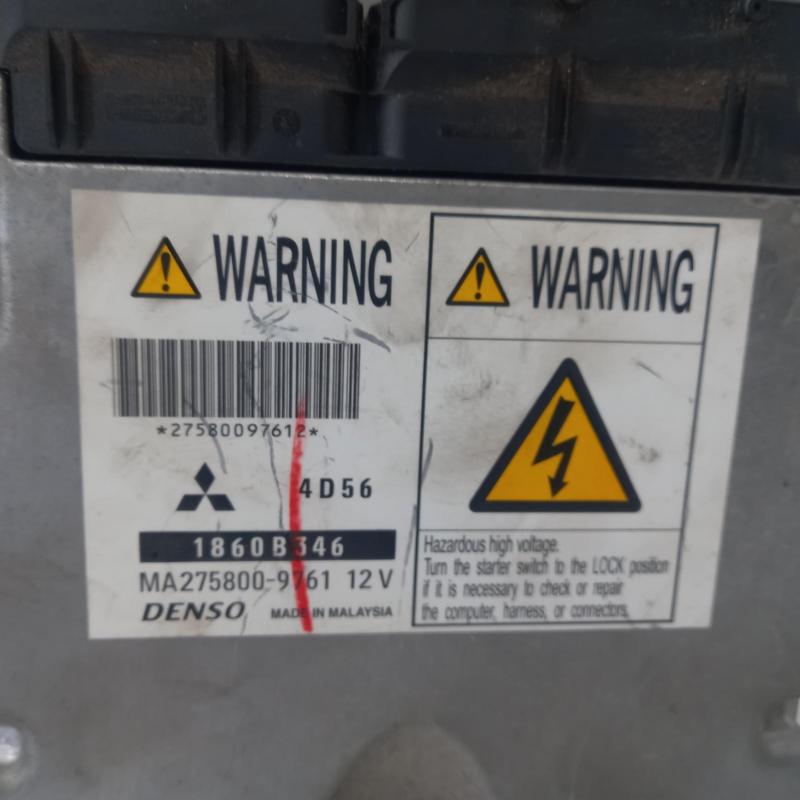 WARNING
*27580097612*
4D56
1860B346
MA275800-9761 12V
DENSO MADE IN MALAYSIA
WARNING
Hazardous high voltage.
Turn the starter switch to the LOCK position
if it is necessary to check or repair
the computer, harness, or connectors.